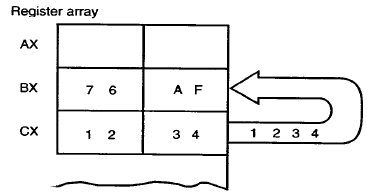 Register array
AX
BX 7 6 A F
CX 1 2 3 4 1 2 3 4